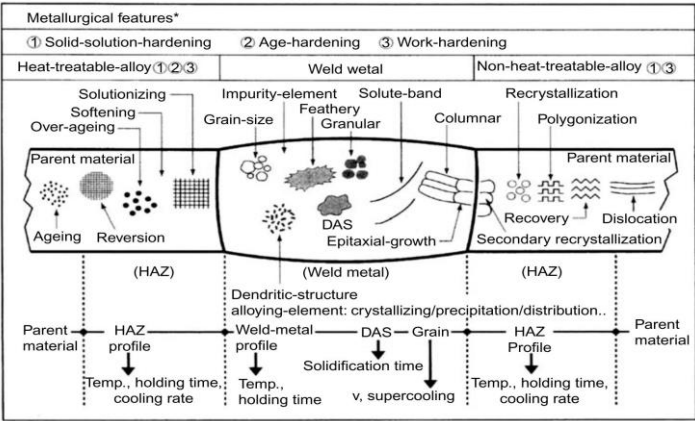 Metallurgical features*
① Solid-solution-hardening ② Age-hardening ③ Work-hardening
Heat-treatable-alloy ①②③
Weld wetal
Non-heat-treatable-alloy ①③
Solutionizing
Softening
Over-ageing
Impurity-element
Grain-size
Feathery
Granular
Solute-band
Columnar
Recrystallization
Polygonization
Parent material
Parent material
Ageing
Reversion
DAS
Epitaxial-growth
Recovery
Dislocation
Secondary recrystallization
(HAZ)
(Weld metal)
(HAZ)
Dendritic-structure
alloying-element: crystallizing/precipitation/distribution..
Parent
material
HAZ
profile
Weld-metal
profile
DAS
Grain
HAZ
Profile
Parent
material
Solidification time
Temp., holding time,
cooling rate
Temp.,
holding time
v, supercooling
Temp., holding time,
cooling rate